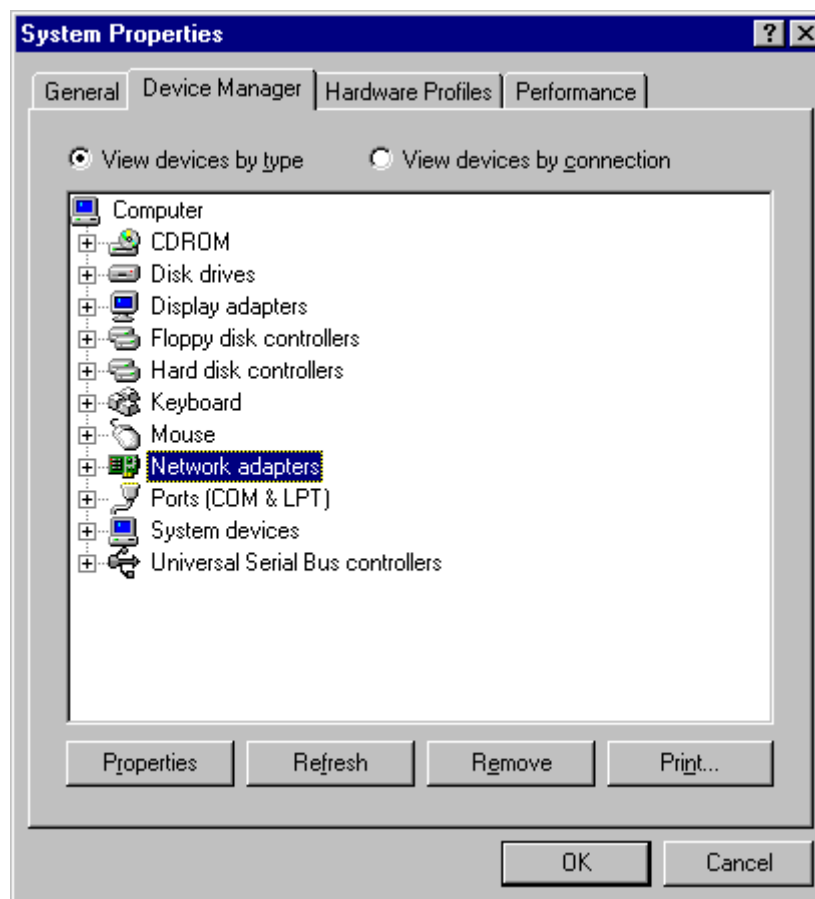 System Properties
General Device Manager Hardware Profiles Performance
View devices by type View devices by connection
Computer
CDROM
Disk drives
Display adapters
Floppy disk controllers
Hard disk controllers
Keyboard
Mouse
Network adapters
Ports (COM & LPT)
System devices
Universal Serial Bus controllers
Properties Refresh Remove Print...
OK Cancel